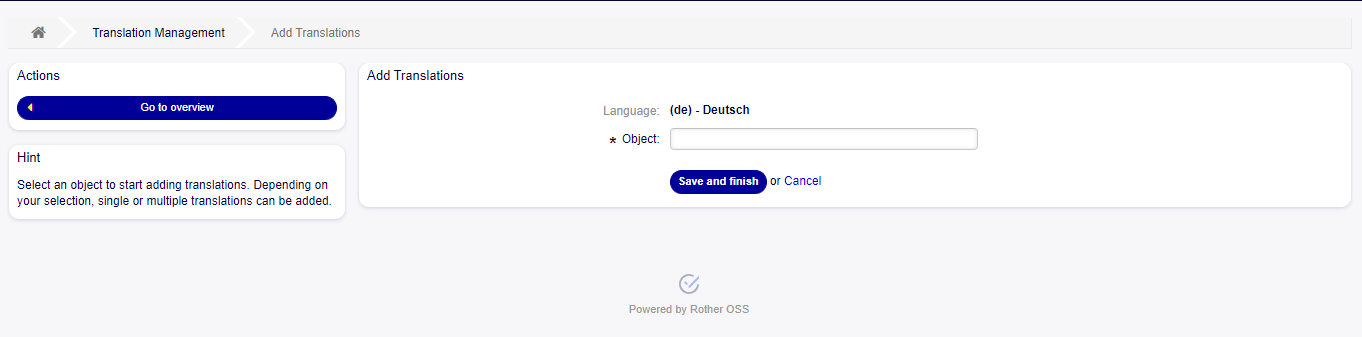 Translation Management
Add Translations
Actions
Go to overview
Hint
Select an object to start adding translations. Depending on
your selection, single or multiple translations can be added.
Add Translations
Language: (de) - Deutsch
* Object:
Save and finish or Cancel
Powered by Rother OSS